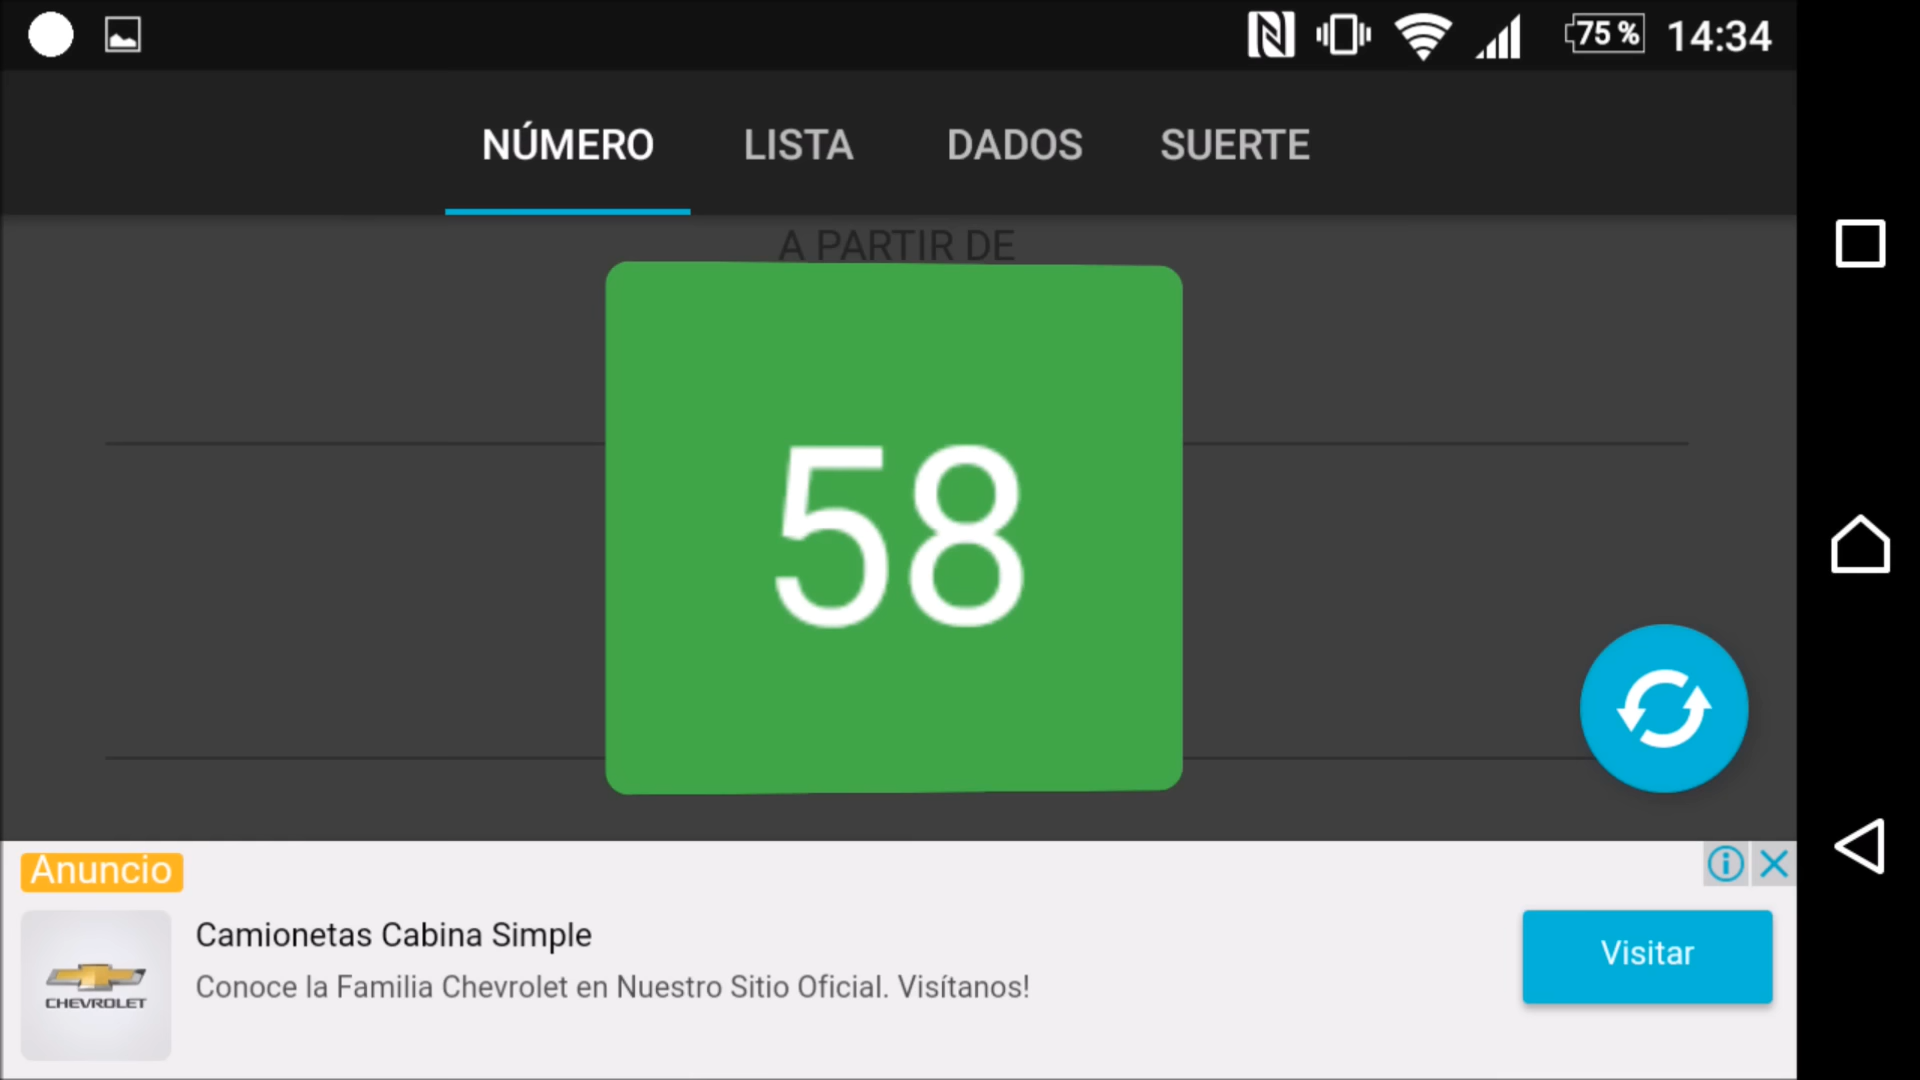 75 % 14:34
NÚMERO LISTA DADOS SUERTE
A PARTIR DE
58
Anuncio
Camionetas Cabina Simple
Conoce la Familia Chevrolet en Nuestro Sitio Oficial. Visítanos!
CHEVROLET
Visitar